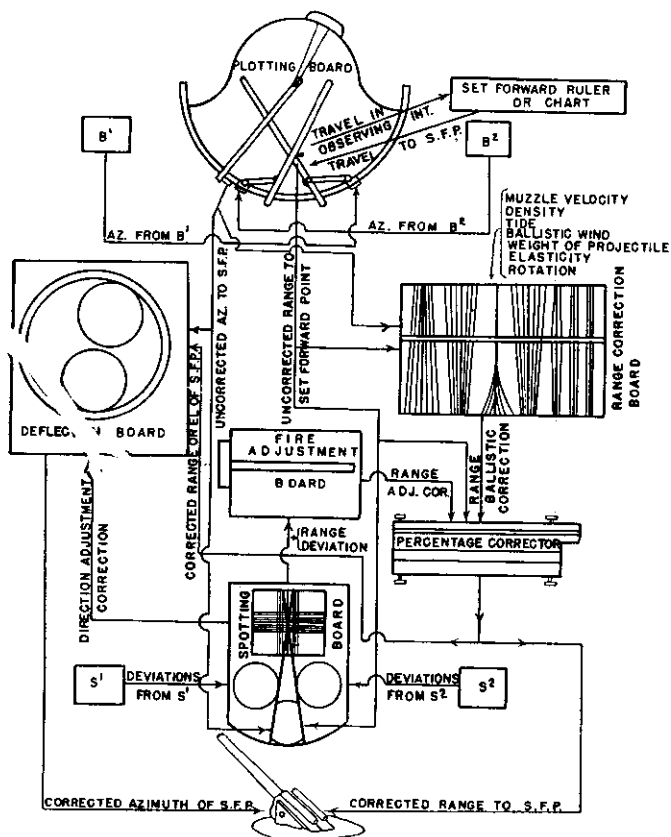 PLOTTING BOARD
SET FORWARD RULER
OR CHART
TRAVEL IN
OBSERVING INT.
TRAVEL TO S.F.P.
B¹
B²
AZ. FROM B¹
AZ. FROM B²
MUZZLE VELOCITY
DENSITY
TIDE
BALLISTIC WIND
WEIGHT OF PROJECTILE
ELASTICITY
ROTATION
RANGE CORRECTION
BOARD
UNCORRECTED AZ. TO S.F.P.
UNCORRECTED RANGE TO
SET FORWARD POINT
CORRECTED RANGE OR EL OF S.F.P.
DEFLECTION BOARD
FIRE
ADJUSTMENT
BOARD
RANGE
ADJ. COR.
RANGE
BALLISTIC
CORRECTION
PERCENTAGE CORRECTOR
RANGE
DEVIATION
DIRECTION ADJUSTMENT
CORRECTION
SPOTTING
BOARD
S¹
DEVIATIONS
FROM S¹
DEVIATIONS
FROM S²
S²
CORRECTED AZIMUTH OF S.F.P.
CORRECTED RANGE TO S.F.P.